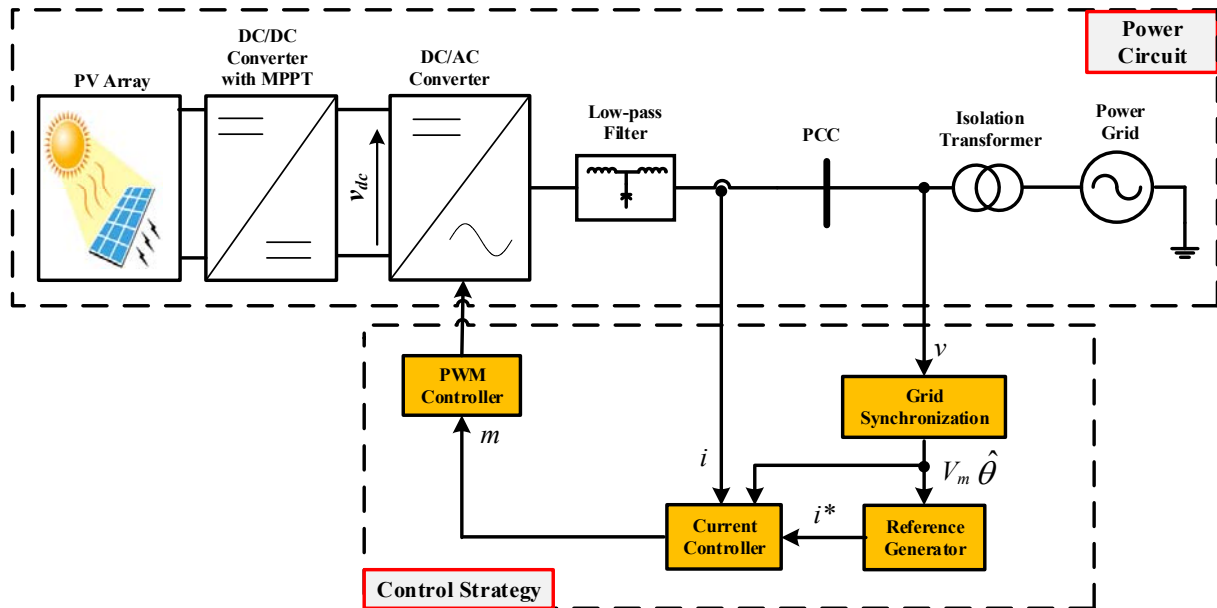 Power
Circuit
DC/DC
Converter
with MPPT
DC/AC
Converter
PV Array
Low-pass
Filter
PCC
Isolation
Transformer
Power
Grid
v_dc
PWM
Controller
v
Grid
Synchronization
m
i
V_m θ̂
i*
Current
Controller
Reference
Generator
Control Strategy